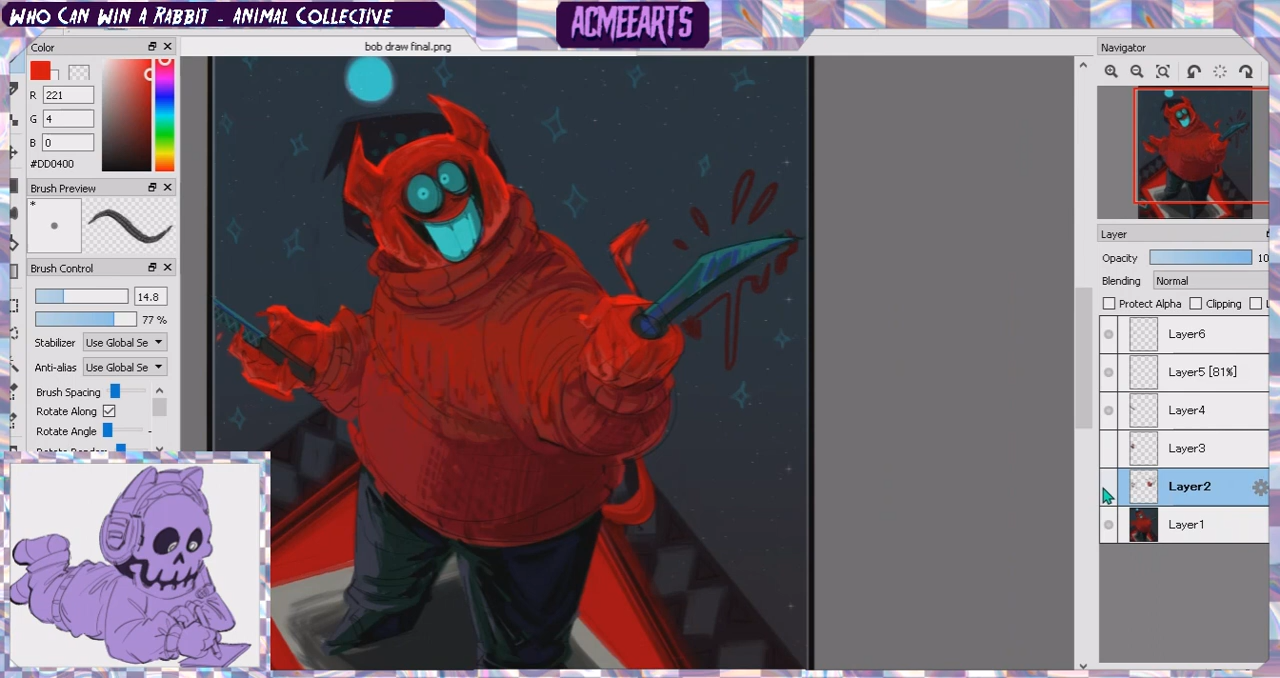 Who Can Win A Rabbit - Animal Collective
ACMEEARTS
Color
bob draw final.png
Navigator
R 221
G 4
B 0
#DD0400
Brush Preview
*
Brush Control
14.8
77 %
Stabilizer Use Global Se
Anti-alias Use Global Se
Brush Spacing
Rotate Along
Rotate Angle -
Layer
Opacity 10
Blending Normal
Protect Alpha Clipping
Layer6
Layer5 [81%]
Layer4
Layer3
Layer2
Layer1